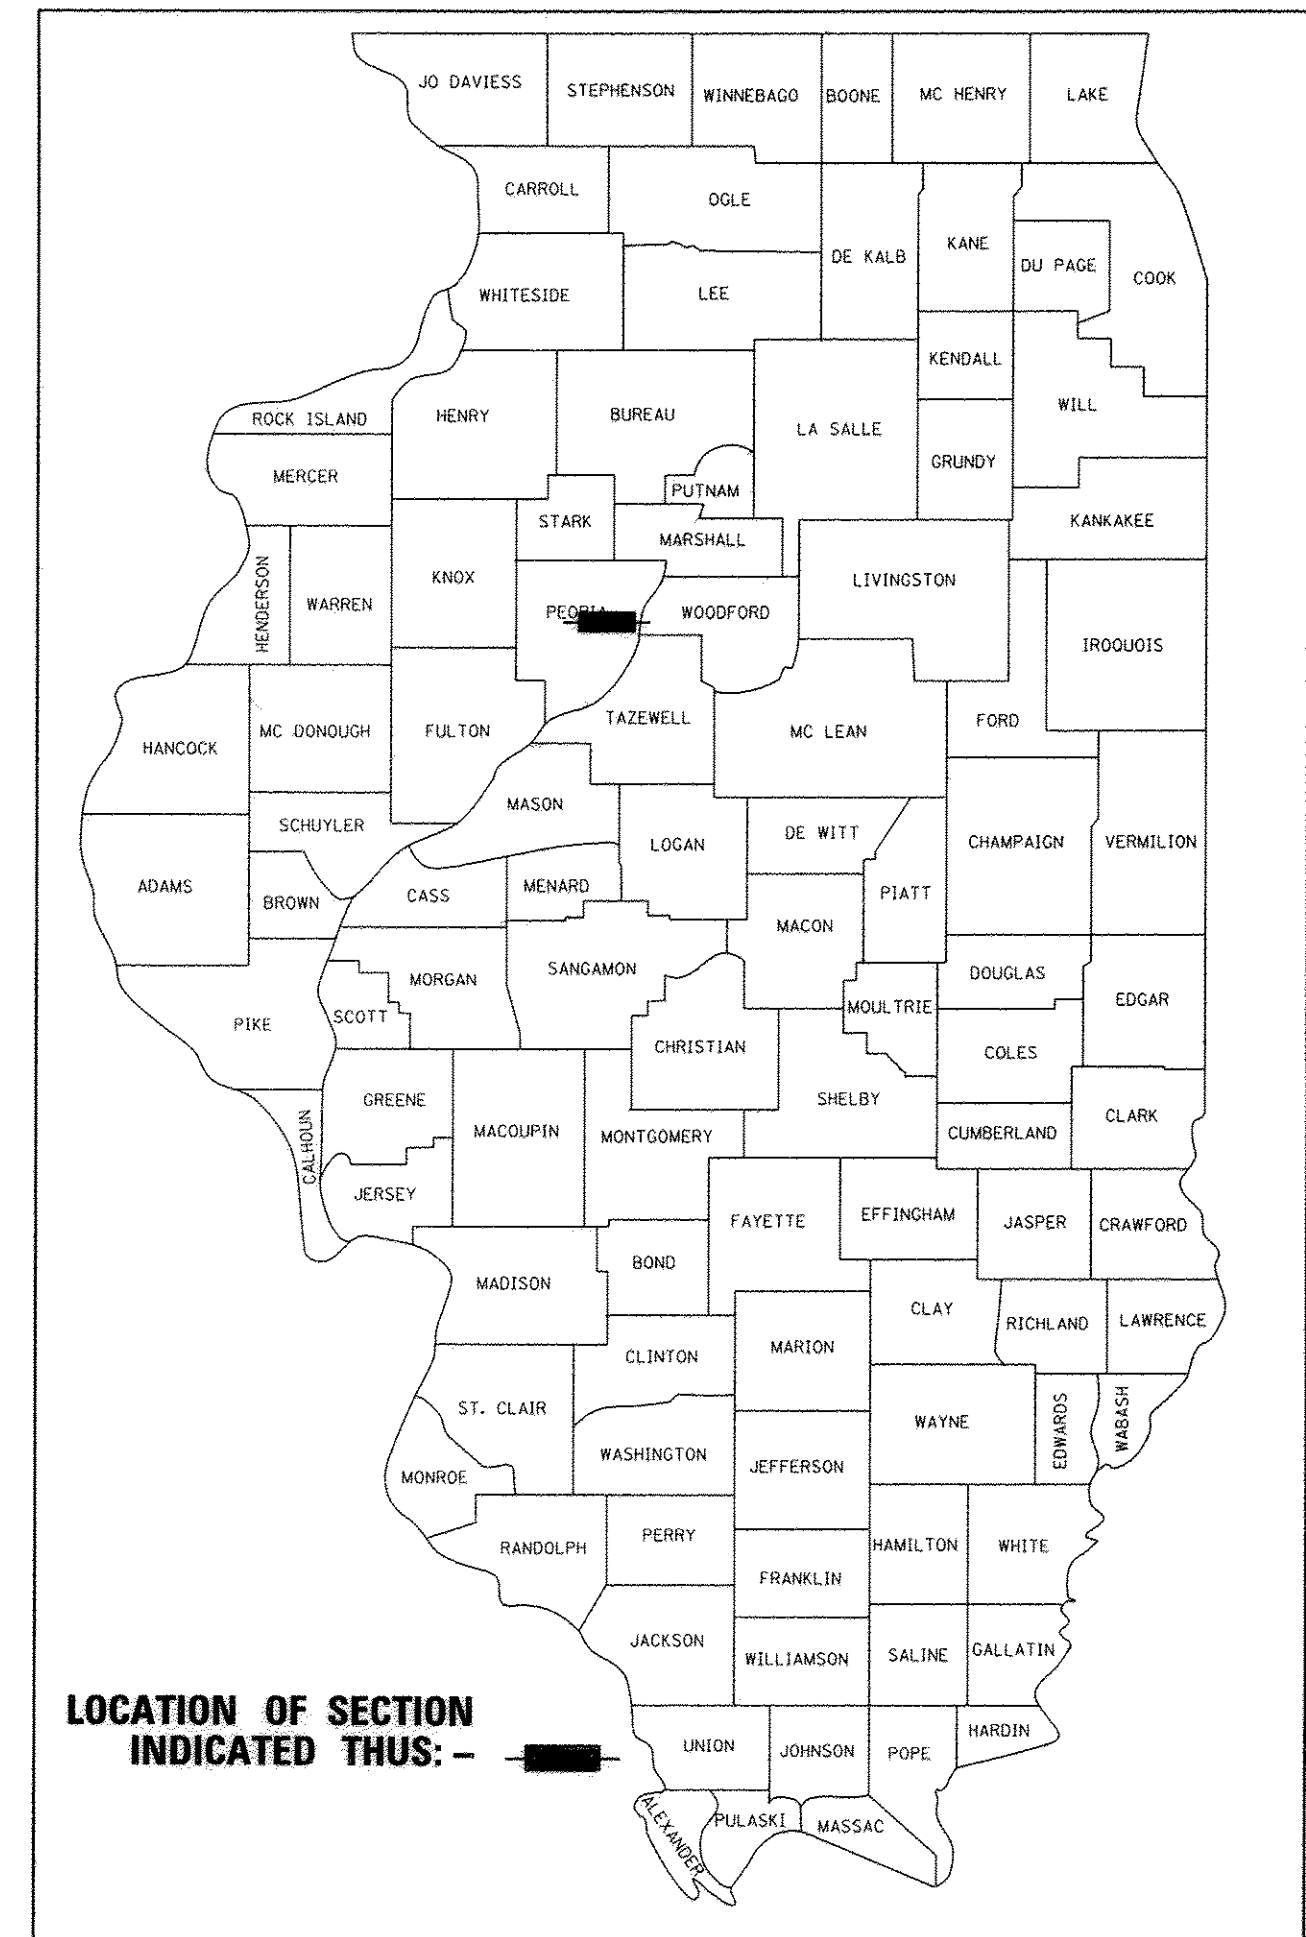 JO DAVIESS
STEPHENSON
WINNEBAGO
BOONE
MC HENRY
LAKE
CARROLL
OGLE
DE KALB
KANE
DU PAGE
COOK
WHITESIDE
LEE
KENDALL
ROCK ISLAND
HENRY
BUREAU
LA SALLE
WILL
MERCER
GRUNDY
PUTNAM
STARK
MARSHALL
KANKAKEE
HENDERSON
WARREN
KNOX
PEORIA
WOODFORD
LIVINGSTON
IROQUOIS
HANCOCK
MC DONOUGH
FULTON
TAZEWELL
MC LEAN
FORD
SCHUYLER
MASON
LOGAN
DE WITT
CHAMPAIGN
VERMILION
ADAMS
BROWN
CASS
MENARD
PIATT
MACON
SANGAMON
MORGAN
DOUGLAS
EDGAR
PIKE
SCOTT
MOULTRIE
CHRISTIAN
COLES
GREENE
SHELBY
CLARK
CALHOUN
MACOUPIN
MONTGOMERY
CUMBERLAND
JERSEY
FAYETTE
EFFINGHAM
JASPER
CRAWFORD
MADISON
BOND
CLAY
RICHLAND
LAWRENCE
CLINTON
MARION
ST. CLAIR
WAYNE
EDWARDS
WABASH
WASHINGTON
JEFFERSON
MONROE
RANDOLPH
PERRY
HAMILTON
WHITE
FRANKLIN
JACKSON
WILLIAMSON
SALINE
GALLATIN
LOCATION OF SECTION
INDICATED THUS: -
UNION
JOHNSON
POPE
HARDIN
ALEXANDER
PULASKI
MASSAC